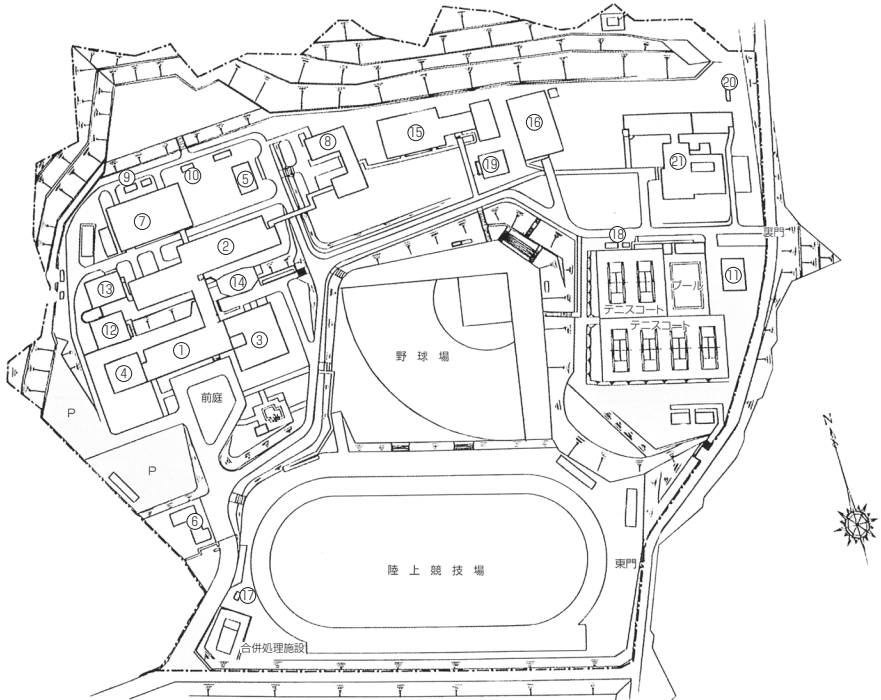 ⑳
⑯
⑮
⑧
⑲
㉑
⑨
⑩
⑤
⑦
②
⑱
裏門
⑪
⑬
⑭
プール
テニスコート
テニスコート
⑫
①
③
野球場
④
前庭
P
P
N
⑥
陸上競技場
東門
⑰
合併処理施設